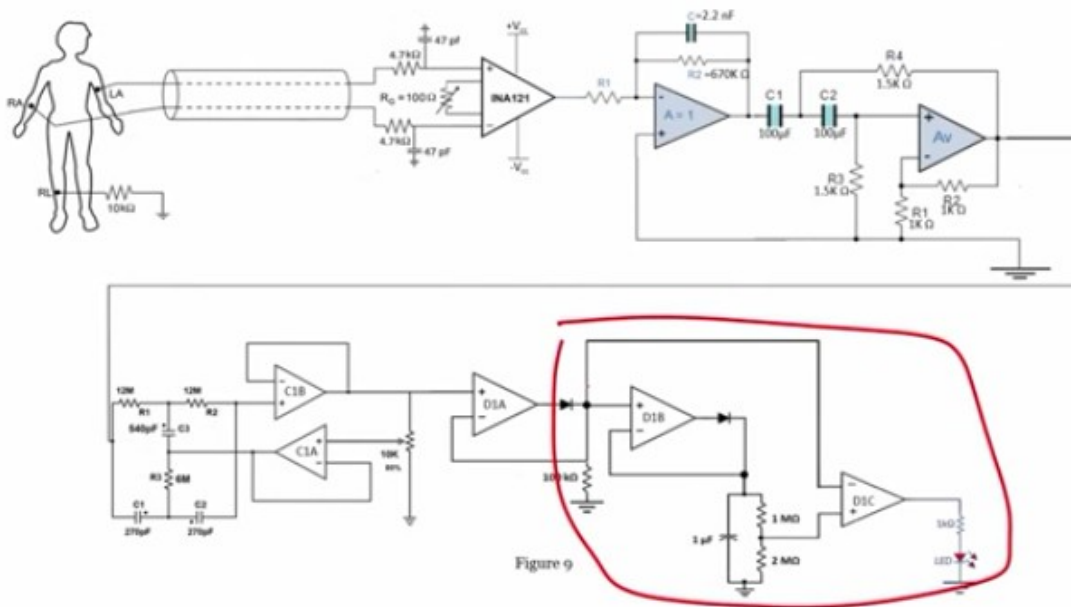 C=2.2 nF
+Vcc
47 pF
4.7kΩ
R1
R2 =670K Ω
R4
1.5K Ω
LA
RA
RG =100Ω
INA121
A = 1
C1
100µF
C2
100µF
Av
4.7kΩ
47 pF
-Vcc
R3
1.5K Ω
R2
1K Ω
R1
1K Ω
RL
10kΩ
12M
R1
12M
R2
C1B
D1A
D1B
540pF
C3
C1A
10K
R3
6M
100 kΩ
C1
270pF
C2
270pF
1 MΩ
D1C
1 µF
2 MΩ
1kΩ
LED
Figure 9